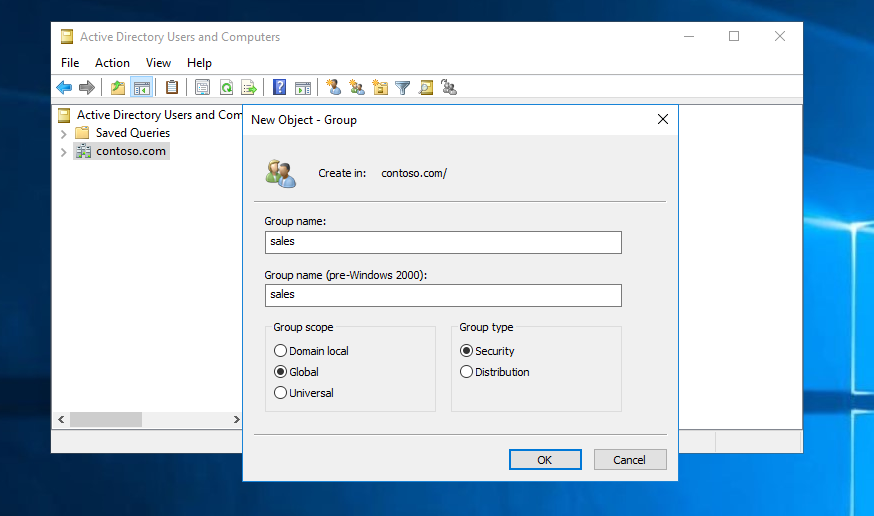 Active Directory Users and Computers
File Action View Help
Active Directory Users and Com
Saved Queries
contoso.com
New Object - Group
Create in: contoso.com/
Group name:
sales
Group name (pre-Windows 2000):
sales
Group scope
Domain local
Global
Universal
Group type
Security
Distribution
OK Cancel